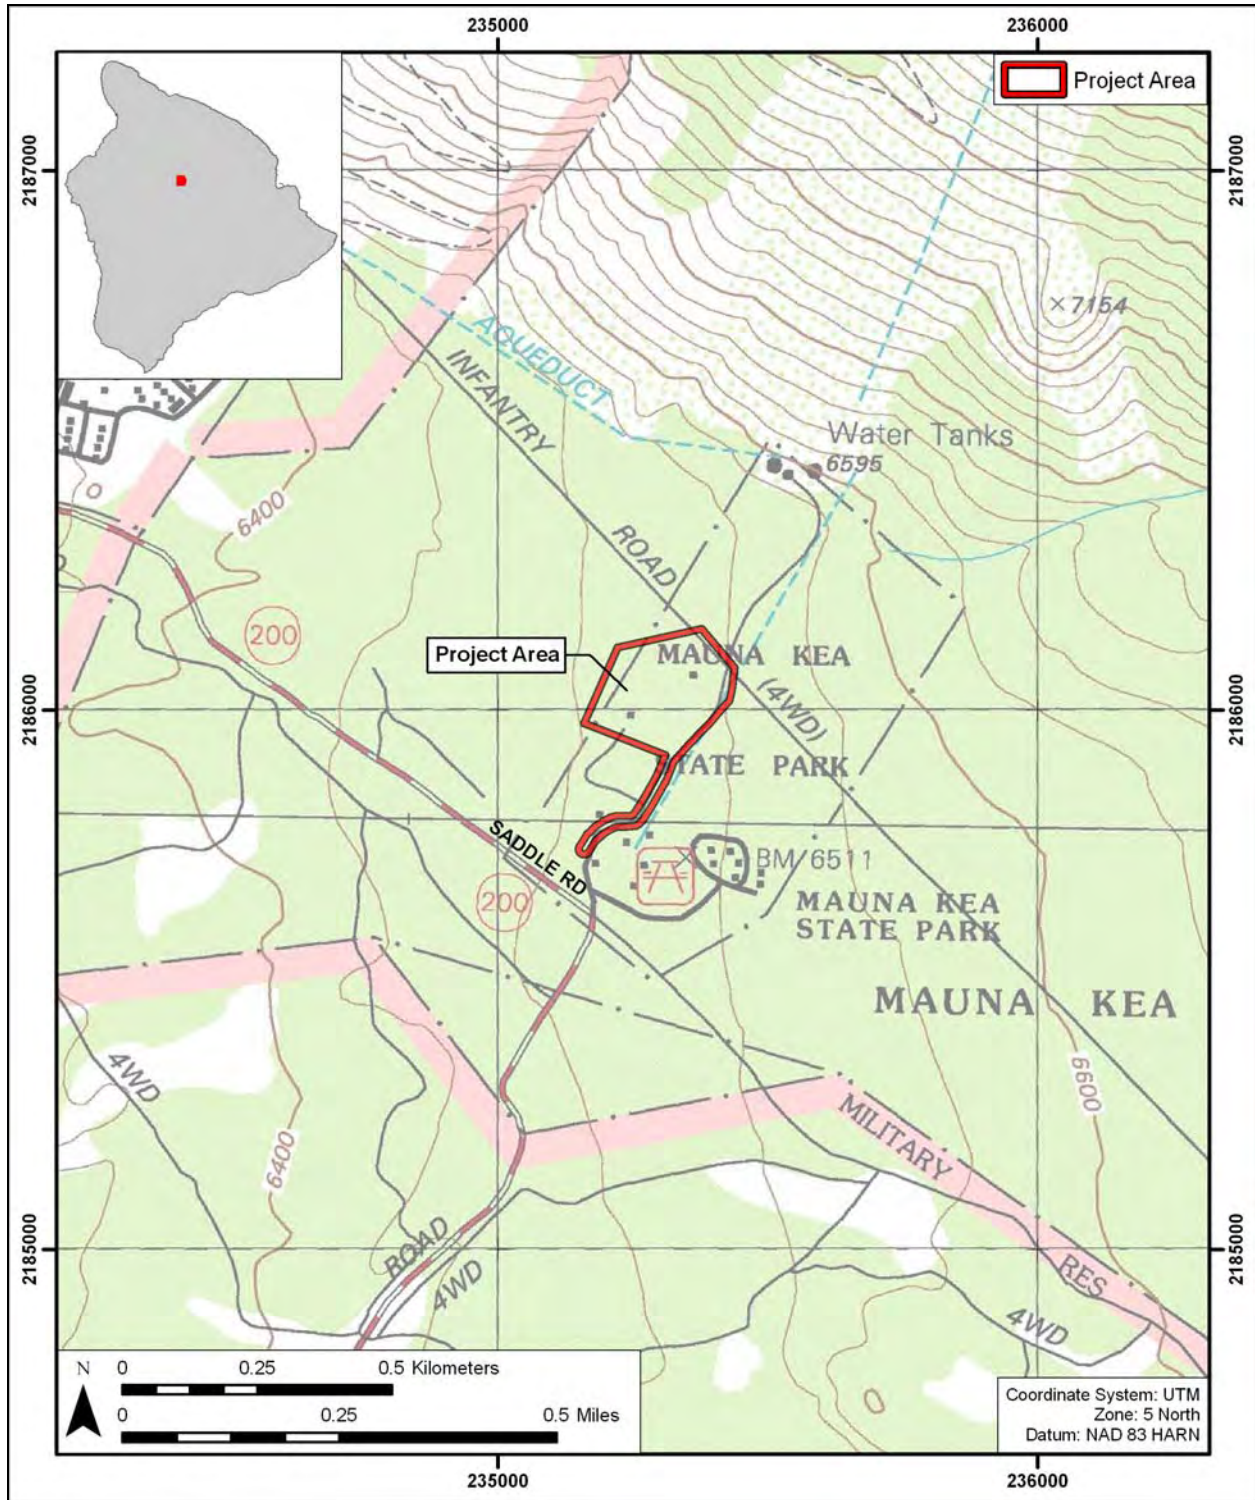 235000
236000
Project Area
2187000
2187000
7154
AQUEDUCT
INFANTRY
Water Tanks
6595
6400
ROAD
200
Project Area
MAUNA KEA
(4WD)
2186000
2186000
STATE PARK
SADDLE RD
BM 6511
200
MAUNA KEA
STATE PARK
MAUNA KEA
4WD
6600
MILITARY
6400
ROAD
4WD
2185000
2185000
RES
4WD
N
0 0.25 0.5 Kilometers
0 0.25 0.5 Miles
Coordinate System: UTM
Zone: 5 North
Datum: NAD 83 HARN
235000
236000